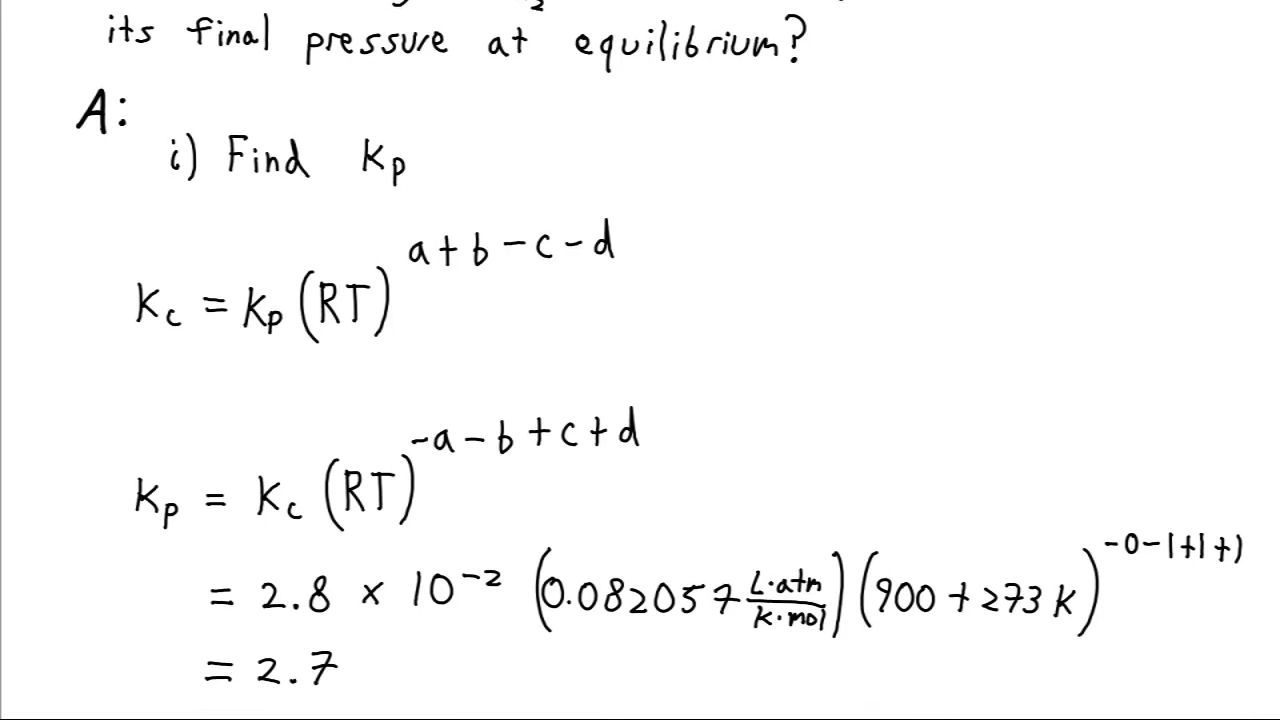 its final pressure at equilibrium?
A:
i) Find Kp
Kc = Kp (RT)^a+b-c-d
Kp = Kc (RT)^-a-b+c+d
= 2.8 × 10^-2 (0.082057 L·atm/K·mol) (900 + 273 K)^-0-1+1+1
= 2.7